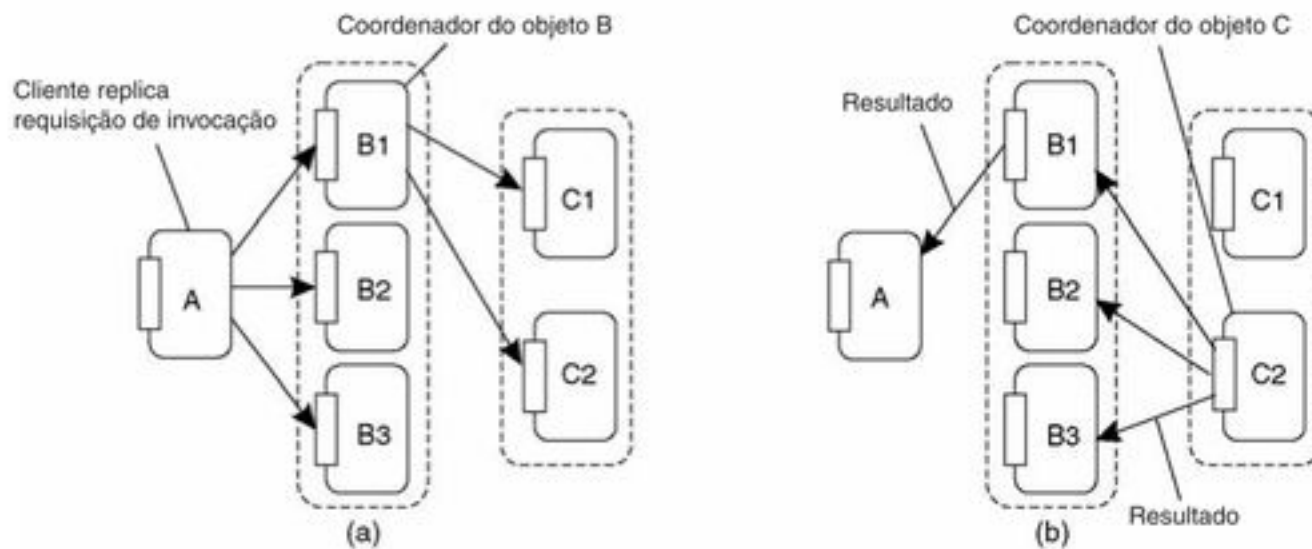 Coordenador do objeto B
Cliente replica
requisição de invocação
B1
C1
A
B2
C2
B3
(a)
Coordenador do objeto C
Resultado
B1
C1
A
B2
C2
B3
Resultado
(b)